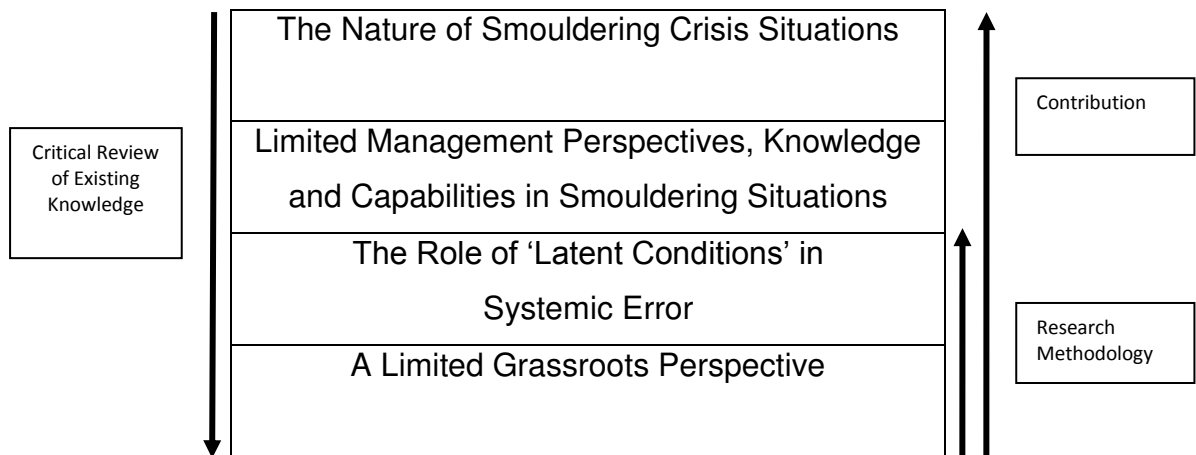 The Nature of Smouldering Crisis Situations
Limited Management Perspectives, Knowledge
and Capabilities in Smouldering Situations
The Role of ‘Latent Conditions’ in
Systemic Error
A Limited Grassroots Perspective
Critical Review
of Existing
Knowledge
Contribution
Research
Methodology